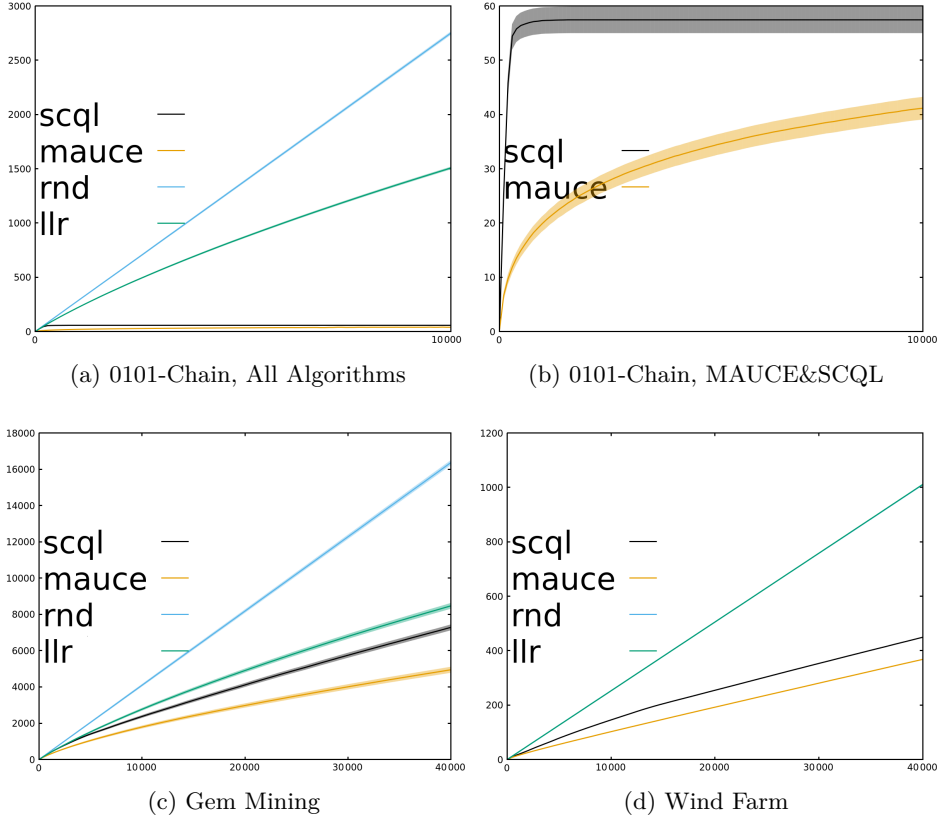 3000
2500
2000
1500
1000
500
0
0
10000
scql
mauce
rnd
llr
(a) 0101-Chain, All Algorithms
60
50
40
30
20
10
0
0
10000
scql
mauce
(b) 0101-Chain, MAUCE&SCQL
18000
16000
14000
12000
10000
8000
6000
4000
2000
0
0 10000 20000 30000 40000
scql
mauce
rnd
llr
(c) Gem Mining
1200
1000
800
600
400
200
0
0 10000 20000 30000 40000
scql
mauce
rnd
llr
(d) Wind Farm